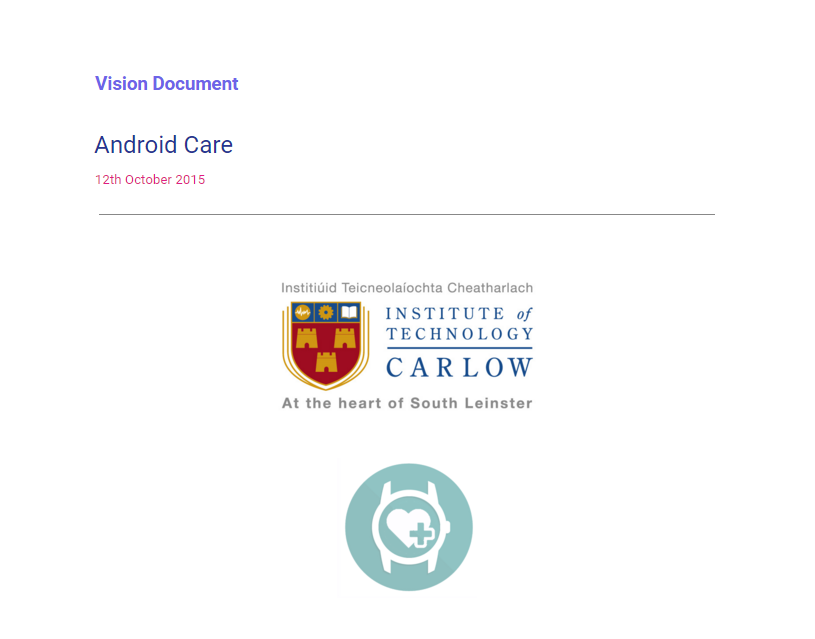 Vision Document
Android Care
12th October 2015
Institiúid Teicneolaíochta Cheatharlach
INSTITUTE of
TECHNOLOGY
CARLOW
At the heart of South Leinster